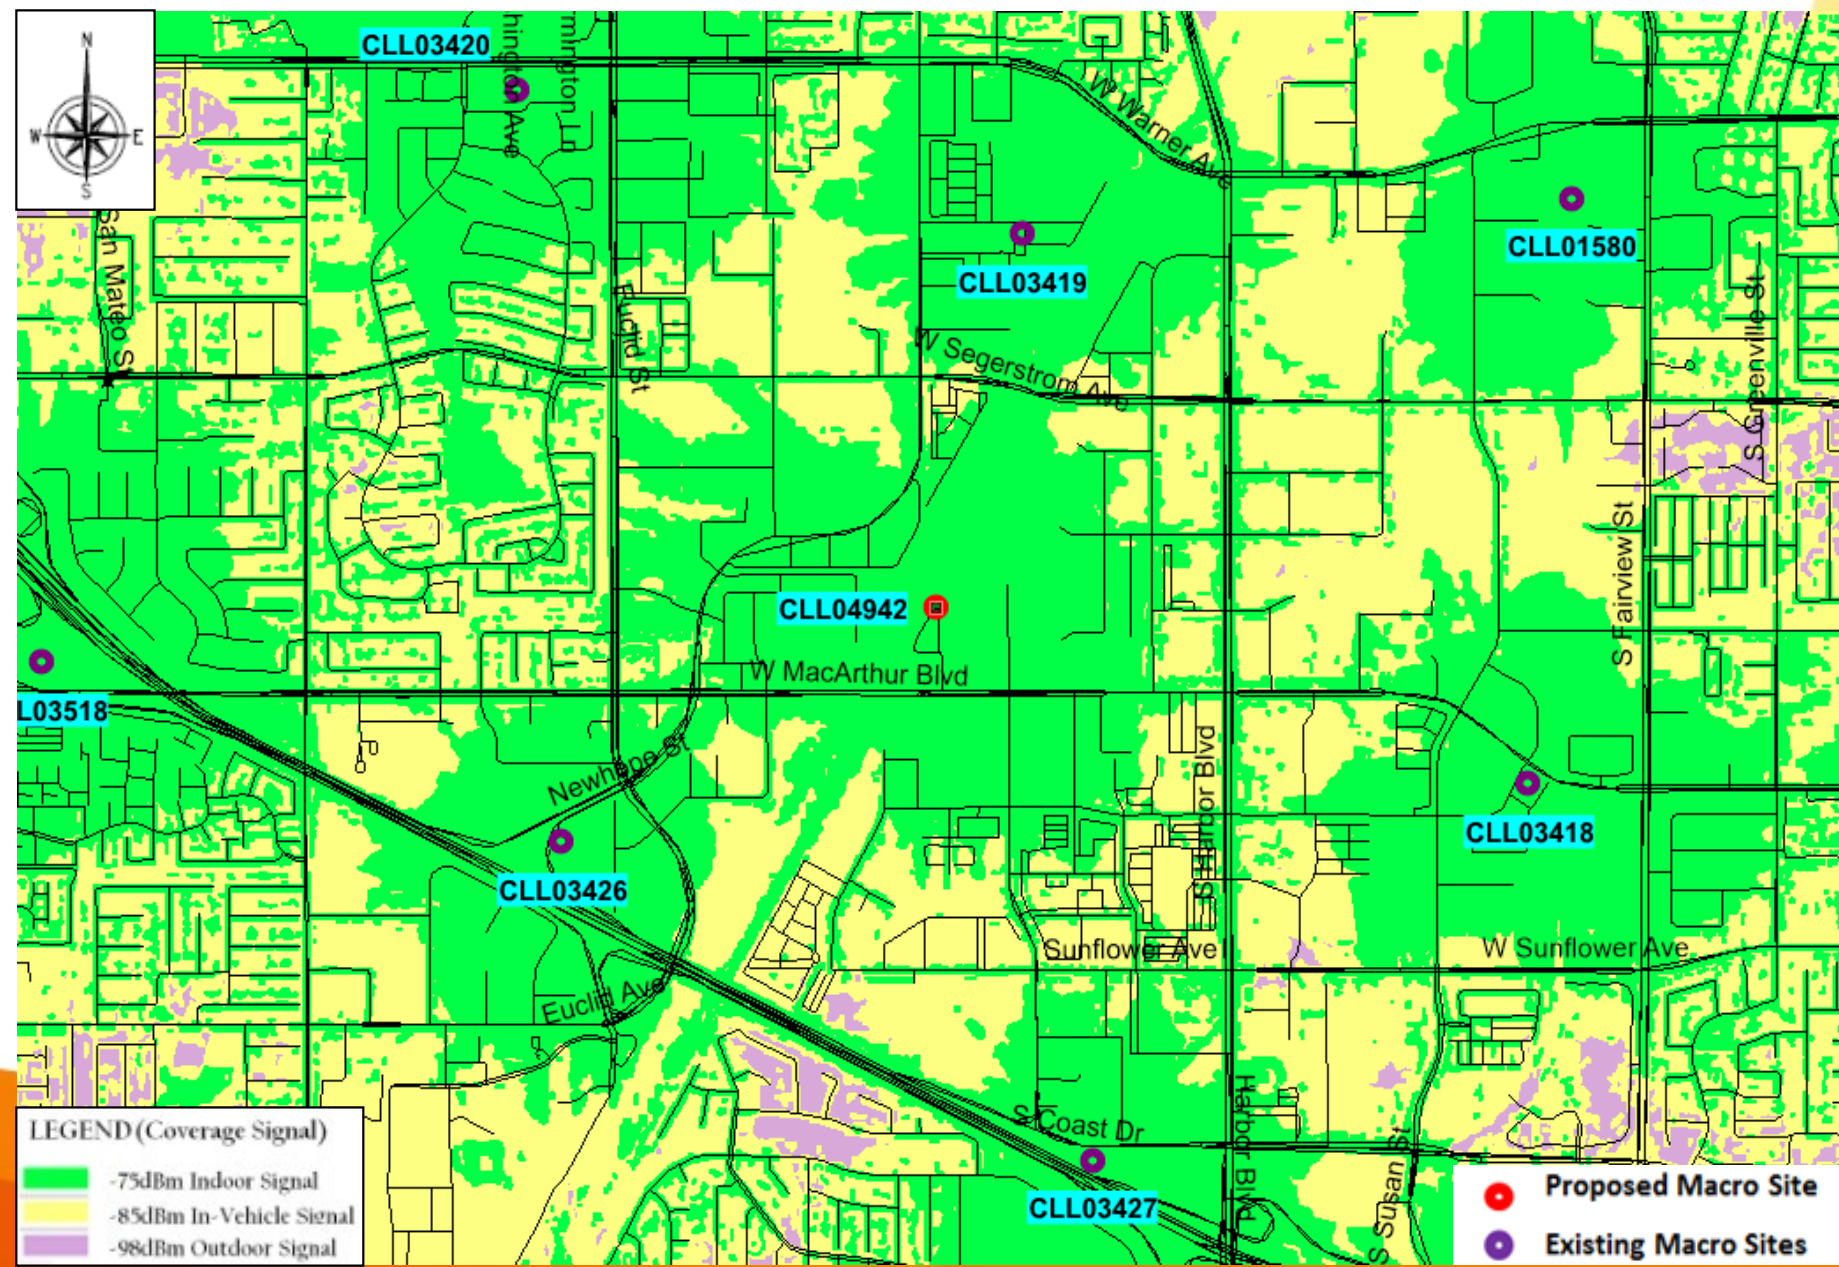 N
W E
S
CLL03420
hington Ave
mington Ln
W Warner Ave
CLL01580
CLL03419
San Mateo St
Euclid St
W Segerstrom Ave
S Greenville St
S Fairview St
CLL04942
W MacArthur Blvd
L03518
Newhope St
S Harbor Blvd
CLL03418
CLL03426
Sunflower Ave
W Sunflower Ave
Euclid Ave
S Coast Dr
Harbor Blvd
S Susan St
CLL03427
LEGEND (Coverage Signal)
-75dBm Indoor Signal
-85dBm In-Vehicle Signal
-98dBm Outdoor Signal
Proposed Macro Site
Existing Macro Sites